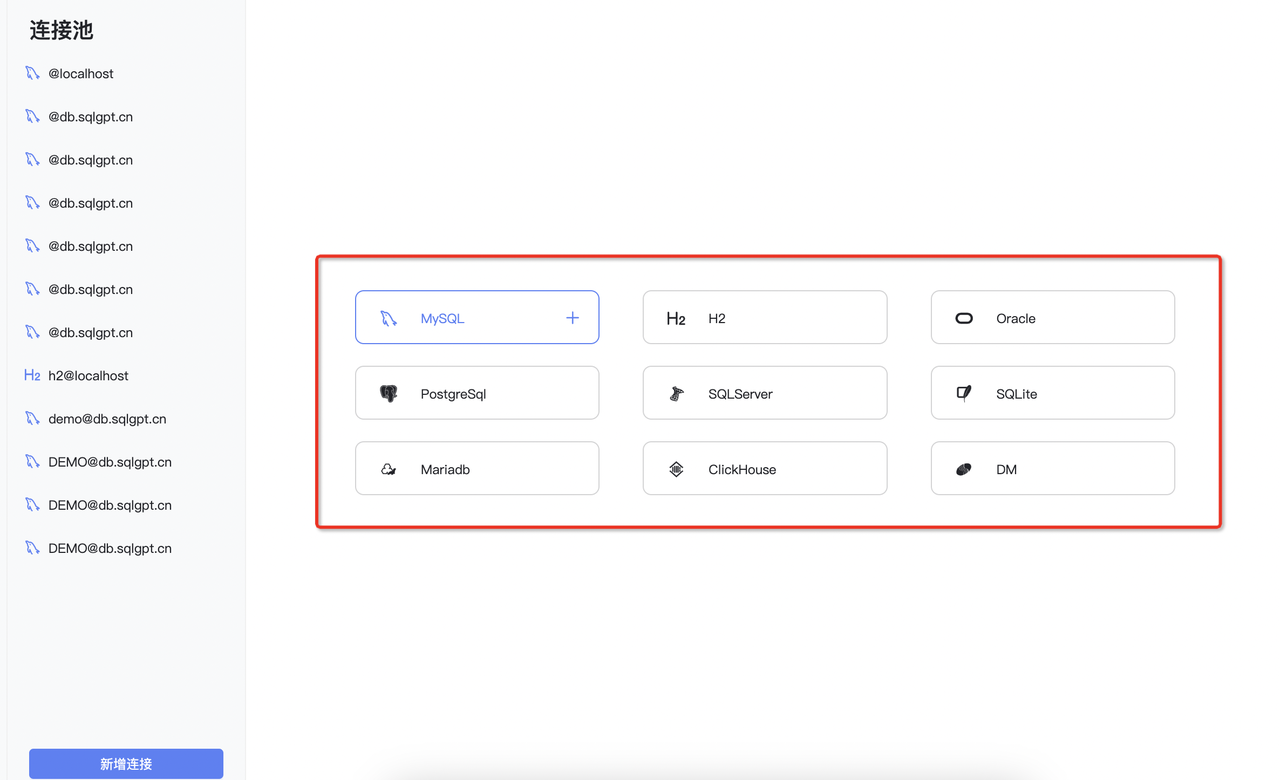 连接池
@localhost
@db.sqlgpt.cn
@db.sqlgpt.cn
@db.sqlgpt.cn
@db.sqlgpt.cn
@db.sqlgpt.cn
@db.sqlgpt.cn
H2 h2@localhost
demo@db.sqlgpt.cn
DEMO@db.sqlgpt.cn
DEMO@db.sqlgpt.cn
DEMO@db.sqlgpt.cn
新增连接
MySQL
H2 H2
Oracle
PostgreSql
SQLServer
SQLite
Mariadb
ClickHouse
DM